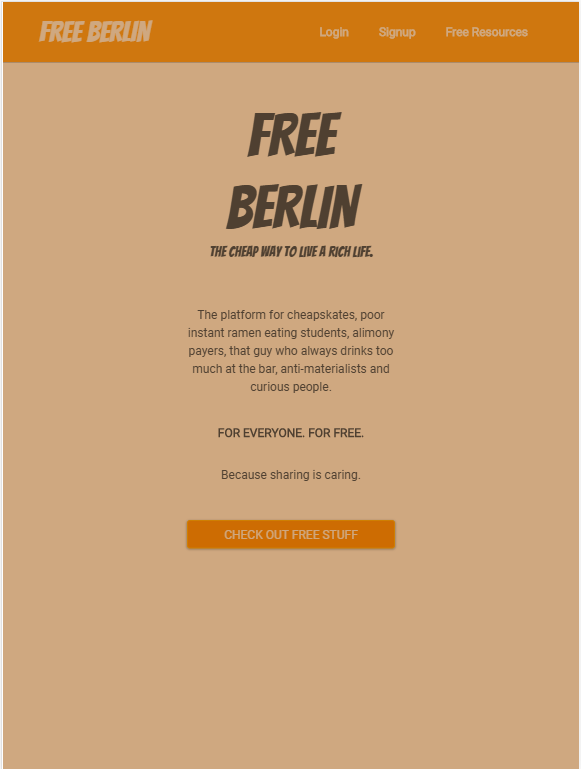 FREE BERLIN
Login Signup Free Resources
FREE
BERLIN
THE CHEAP WAY TO LIVE A RICH LIFE.
The platform for cheapskates, poor
instant ramen eating students, alimony
payers, that guy who always drinks too
much at the bar, anti-materialists and
curious people.
FOR EVERYONE. FOR FREE.
Because sharing is caring.
CHECK OUT FREE STUFF